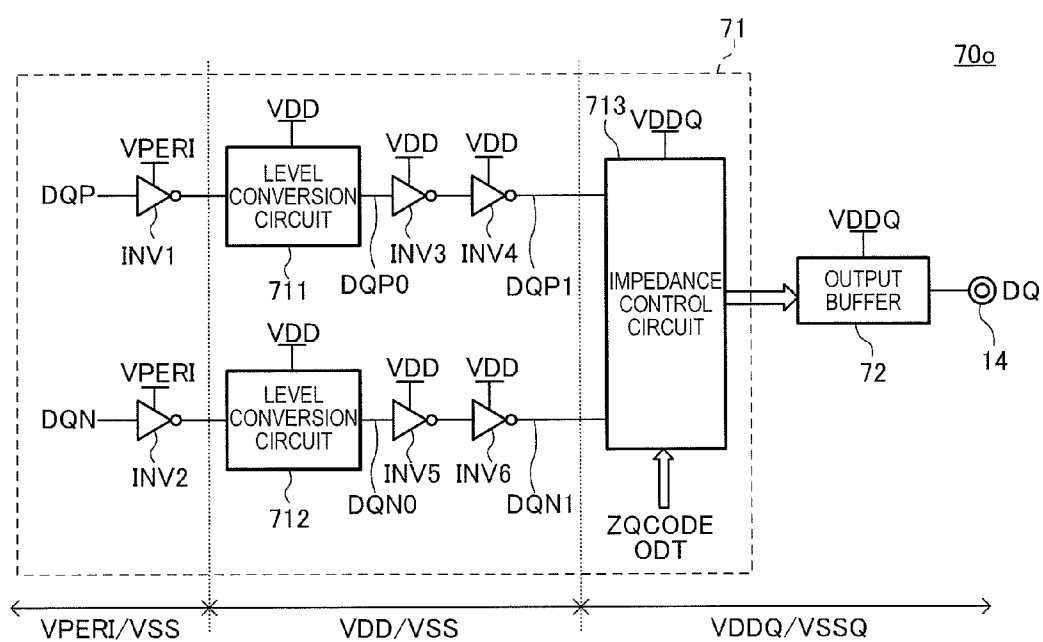 71
70o
713
VDD
VDDQ
VPERI
VDD
VDD
DQP
LEVEL
CONVERSION
CIRCUIT
INV1
INV3
INV4
VDDQ
711
DQP0
DQP1
IMPEDANCE
CONTROL
CIRCUIT
OUTPUT
BUFFER
DQ
VDD
72
14
VPERI
VDD
VDD
DQN
LEVEL
CONVERSION
CIRCUIT
INV2
INV5
INV6
712
DQN0
DQN1
ZQCODE
ODT
VPERI/VSS
VDD/VSS
VDDQ/VSSQ